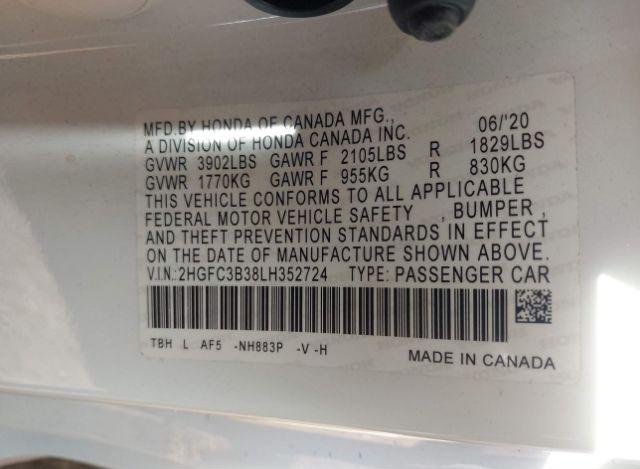 MFD.BY HONDA OF CANADA MFG., 06/'20
A DIVISION OF HONDA CANADA INC.
GVWR 3902LBS GAWR F 2105LBS R 1829LBS
GVWR 1770KG GAWR F 955KG R 830KG
THIS VEHICLE CONFORMS TO ALL APPLICABLE
FEDERAL MOTOR VEHICLE SAFETY , BUMPER ,
AND THEFT PREVENTION STANDARDS IN EFFECT
ON THE DATE OF MANUFACTURE SHOWN ABOVE.
V.I.N:2HGFC3B38LH352724 TYPE: PASSENGER CAR
TBH L AF5 -NH883P -V -H
MADE IN CANADA